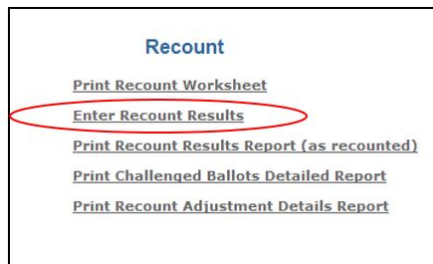 Recount
Print Recount Worksheet
Enter Recount Results
Print Recount Results Report (as recounted)
Print Challenged Ballots Detailed Report
Print Recount Adjustment Details Report